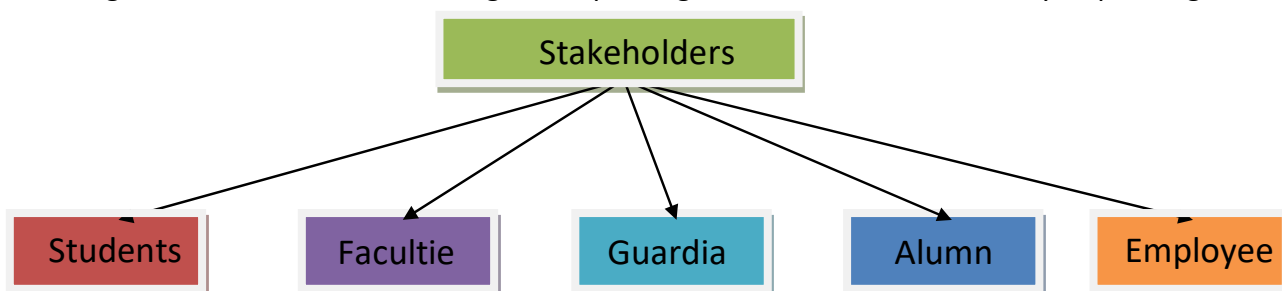 Stakeholders
Students
Facultie
Guardia
Alumn
Employee